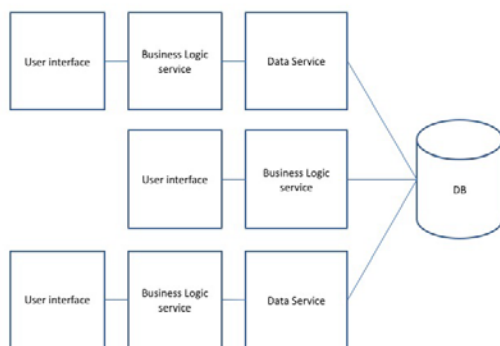 User interface
Business Logic
service
Data Service
User interface
Business Logic
service
DB
User interface
Business Logic
service
Data Service